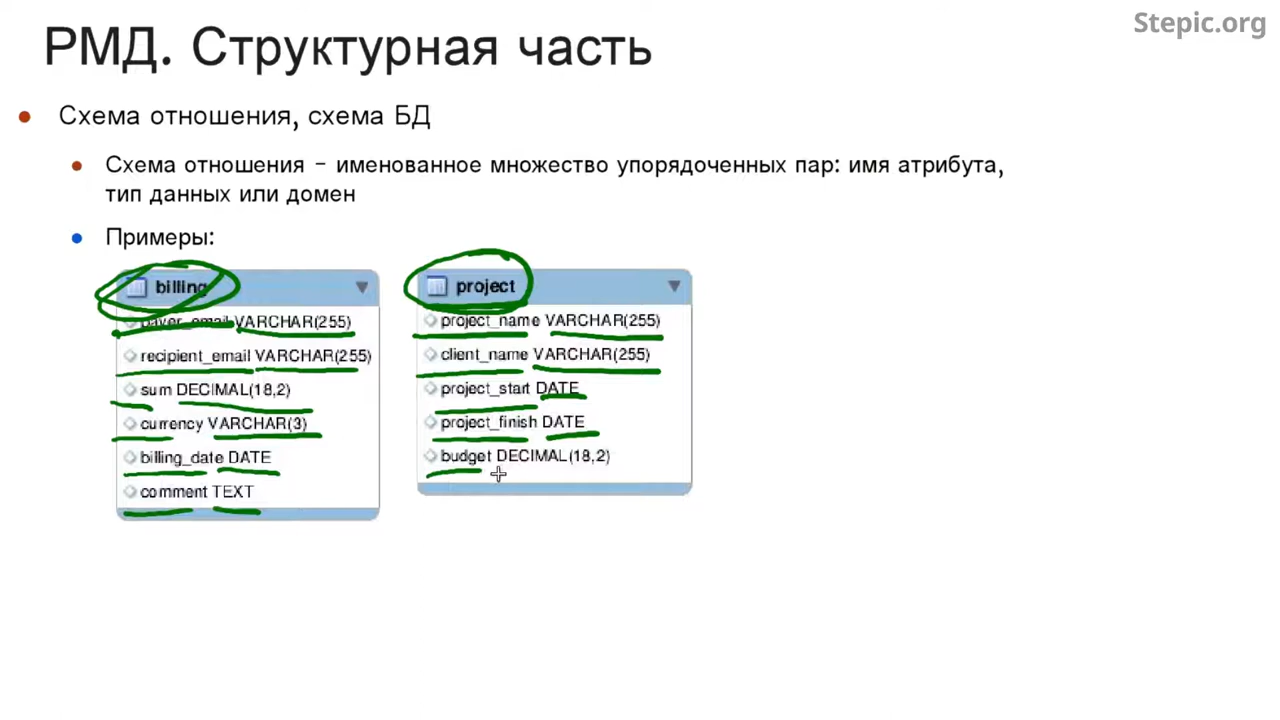 Stepic.org
РМД. Структурная часть
Схема отношения, схема БД
Схема отношения – именованное множество упорядоченных пар: имя атрибута,
тип данных или домен
Примеры:
billing
payer_email VARCHAR(255)
recipient_email VARCHAR(255)
sum DECIMAL(18,2)
currency VARCHAR(3)
billing_date DATE
comment TEXT
project
project_name VARCHAR(255)
client_name VARCHAR(255)
project_start DATE
project_finish DATE
budget DECIMAL(18,2)